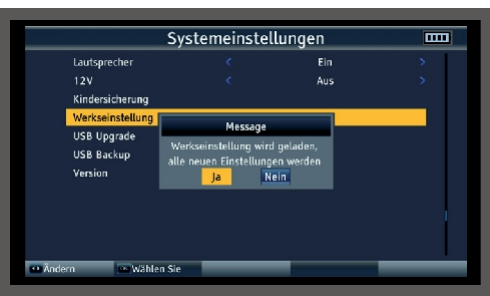 Systemeinstellungen
Lautsprecher Ein
12V Aus
Kindersicherung
Werkseinstellung
USB Upgrade
USB Backup
Version
Message
Werkseinstellung wird geladen,
alle neuen Einstellungen werden
Ja Nein
Ändern Wählen Sie